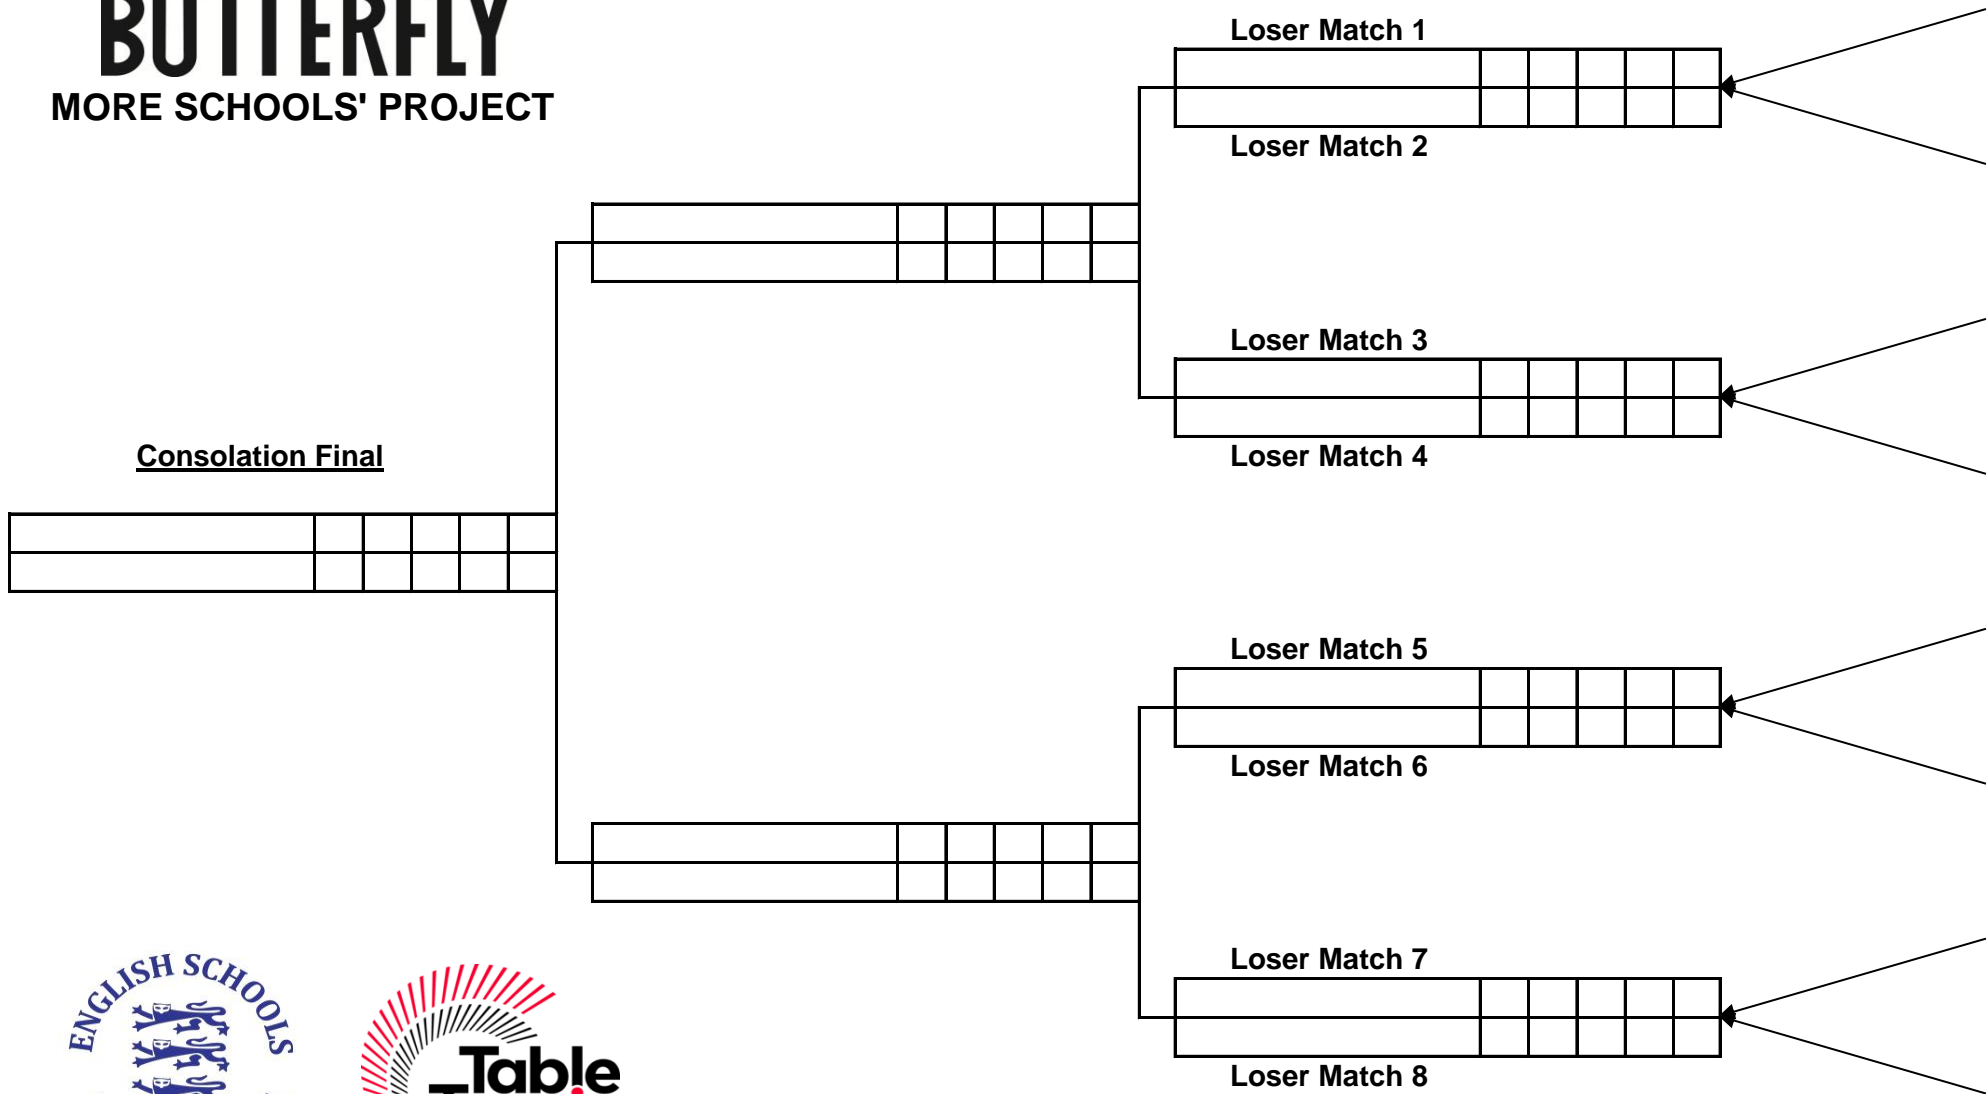 BUTTERFLY
MORE SCHOOLS' PROJECT
Loser Match 1
Loser Match 2
Loser Match 3
Loser Match 4
Consolation Final
Loser Match 5
Loser Match 6
Loser Match 7
Loser Match 8
ENGLISH SCHOOLS
Table